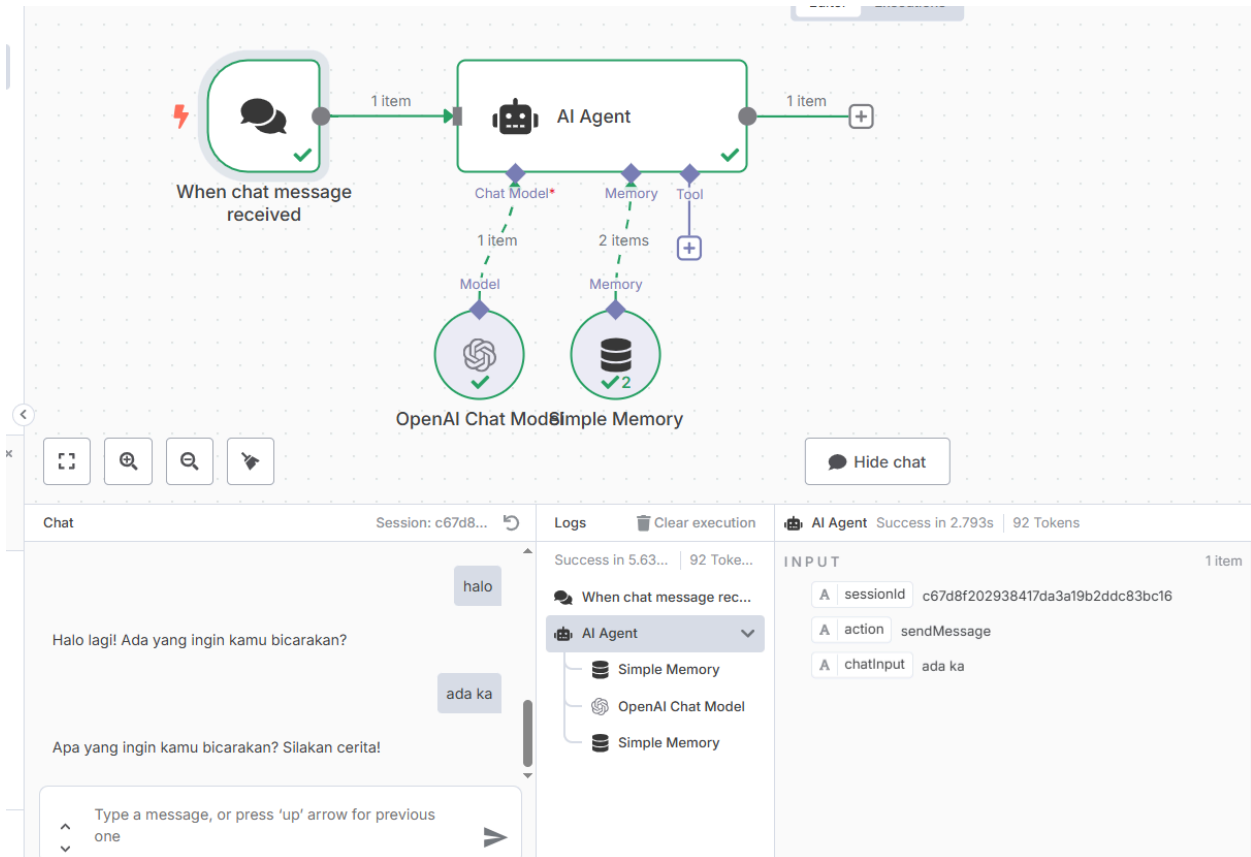 1 item
AI Agent
1 item
When chat message
received
Chat Model*
Memory
Tool
1 item
2 items
Model
Memory
2
OpenAI Chat Model
Simple Memory
Hide chat
Chat
Session: c67d8...
Logs
Clear execution
AI Agent Success in 2.793s 92 Tokens
Success in 5.63... 92 Toke...
INPUT
1 item
halo
When chat message rec...
A sessionId c67d8f202938417da3a19b2ddc83bc16
Halo lagi! Ada yang ingin kamu bicarakan?
AI Agent
A action sendMessage
Simple Memory
A chatInput ada ka
ada ka
OpenAI Chat Model
Apa yang ingin kamu bicarakan? Silakan cerita!
Simple Memory
Type a message, or press ‘up’ arrow for previous
one